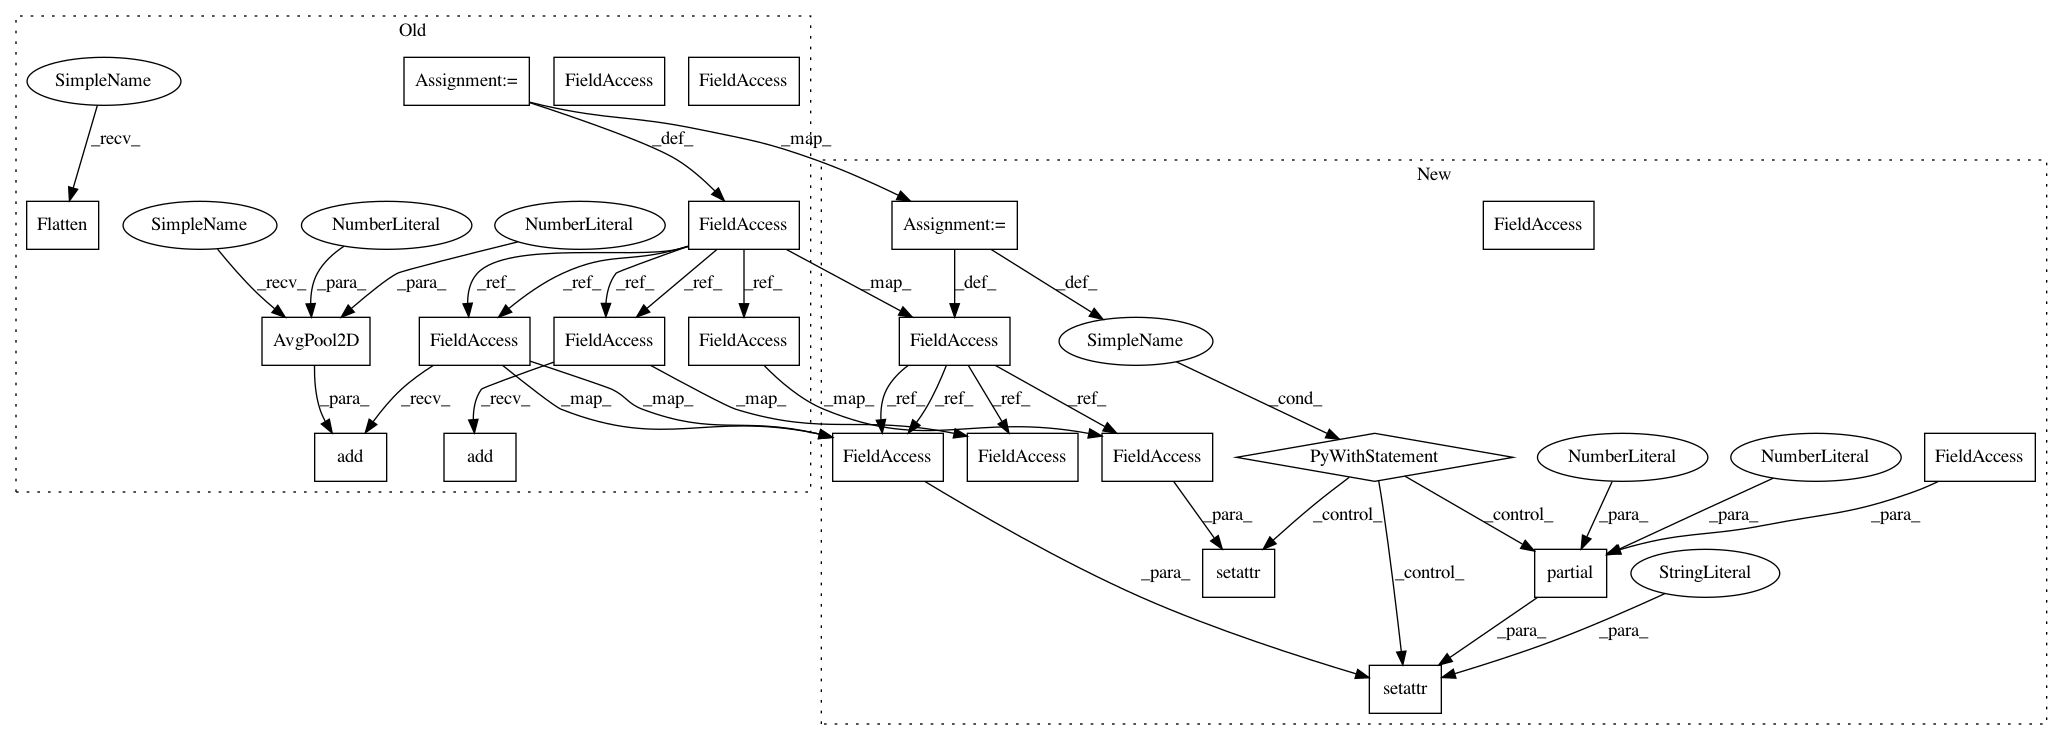 Old
SimpleName
Assignment:=
FieldAccess
FieldAccess
_recv_
_def_
_map_
New
Flatten
SimpleName
NumberLiteral
NumberLiteral
FieldAccess
Assignment:=
FieldAccess
_recv_
_para_
_para_
_ref_
_ref_
_ref_
_ref_
_ref_
_map_
_def_
_def_
AvgPool2D
FieldAccess
FieldAccess
FieldAccess
FieldAccess
SimpleName
_para_
_recv_
_recv_
_map_
_map_
_map_
_map_
_ref_
_ref_
_ref_
_ref_
_cond_
add
add
FieldAccess
FieldAccess
FieldAccess
PyWithStatement
NumberLiteral
NumberLiteral
FieldAccess
_para_
_control_
_control_
_para_
_para_
_para_
_para_
_control_
setattr
partial
StringLiteral
_para_
_para_
setattr